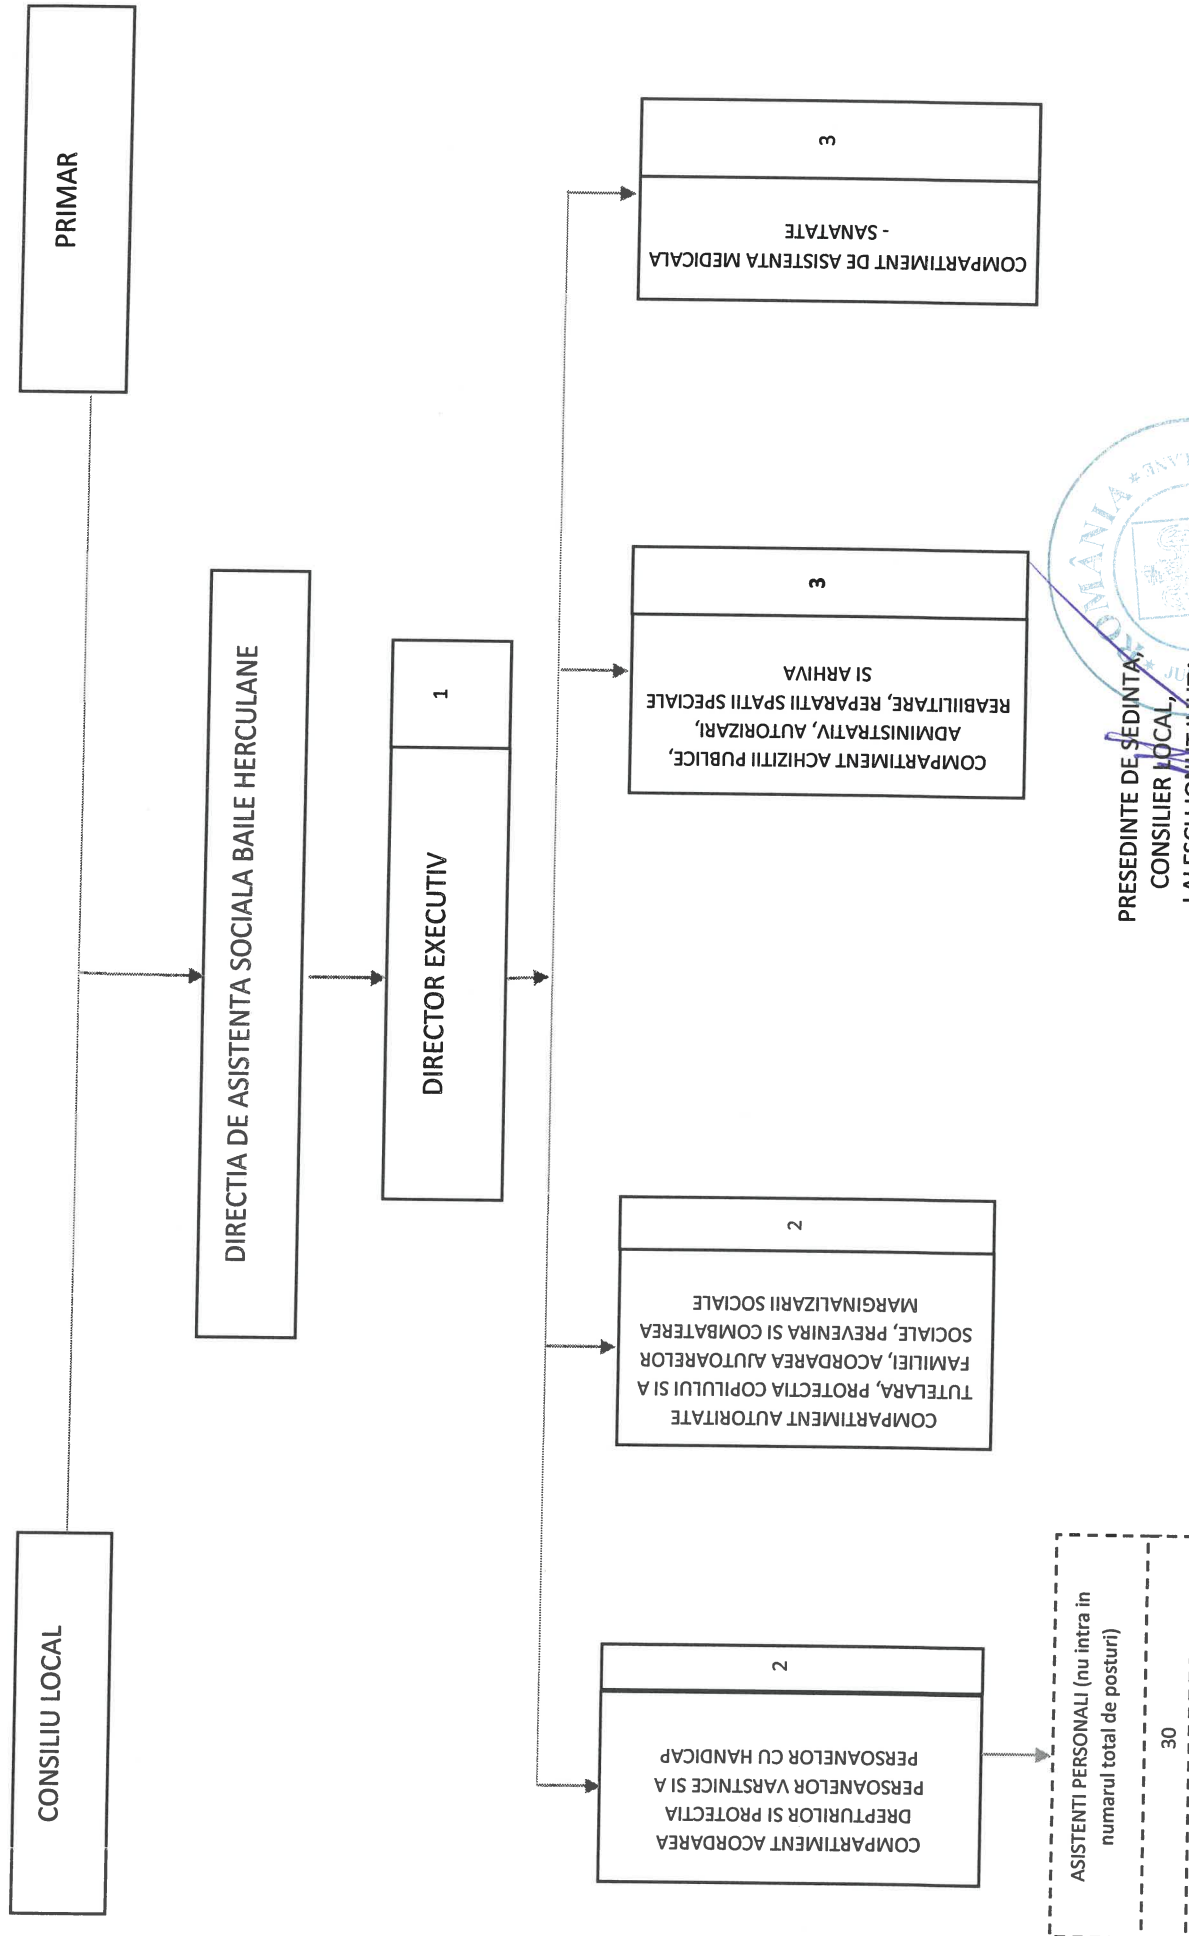 CONSILIU LOCAL
PRIMAR
DIRECTIA DE ASISTENTA SOCIALA BAILE HERCULANE
DIRECTOR EXECUTIV
1
COMPARTIMENT ACORDAREA
DREPTURILOR SI PROTECTIA
PERSOANELOR VARSTNICE SI A
PERSOANELOR CU HANDICAP
2
COMPARTIMENT AUTORITATE
TUTELARA, PROTECTIA COPILULUI SI A
FAMILIEI, ACORDAREA AJUTOARELOR
SOCIALE, PREVENIRA SI COMBATEREA
MARGINALIZARII SOCIALE
2
COMPARTIMENT ACHIZITII PUBLICE,
ADMINISTRATIV, AUTORIZARI,
REABIILITARE, REPARATII SPATII SPECIALE
SI ARHIVA
3
COMPARTIMENT DE ASISTENTA MEDICALA
- SANATATE
3
ASISTENTI PERSONALI (nu intra in
numarul total de posturi)
30
PRESEDINTE DE SEDINTA,
CONSILIER LOCAL,
* ROMÂNIA *